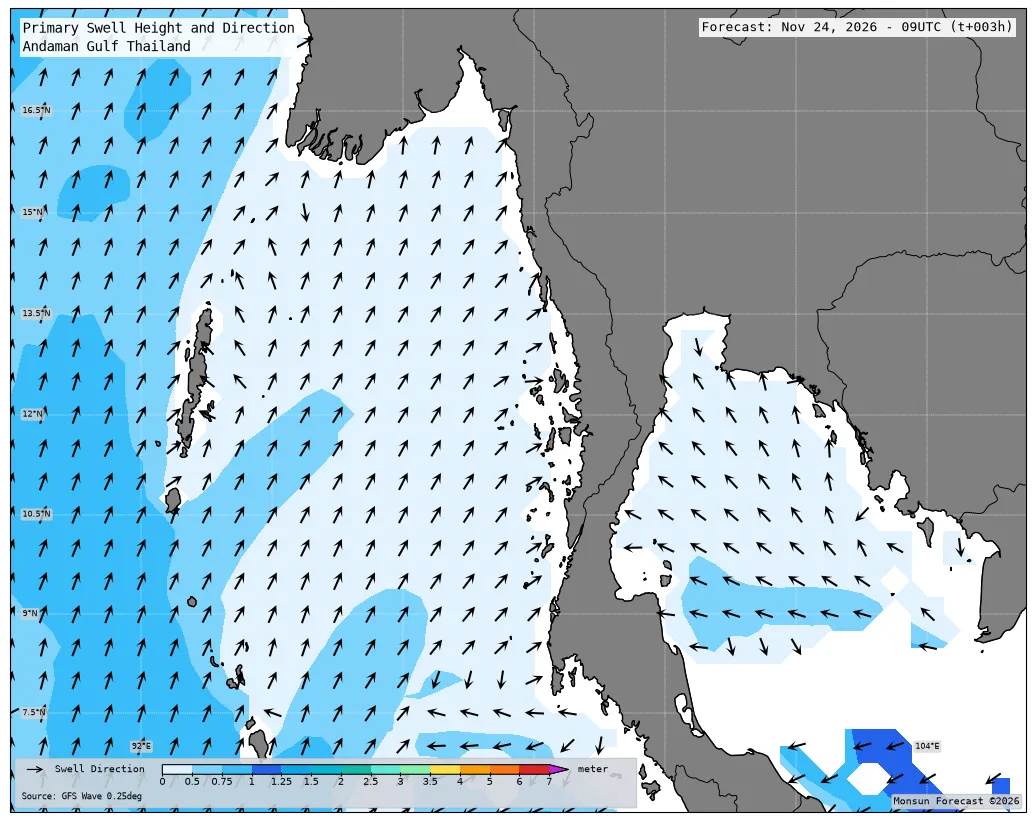 Primary Swell Height and Direction
Andaman Gulf Thailand
Forecast: Nov 24, 2026 - 09UTC (t+003h)
16.5°N
15°N
13.5°N
12°N
10.5°N
9°N
7.5°N
92°E
104°E
Swell Direction
0 0.5 0.75 1 1.25 1.5 2 2.5 3 3.5 4 5 6 7
meter
Source: GFS Wave 0.25deg
Monsun Forecast ©2026